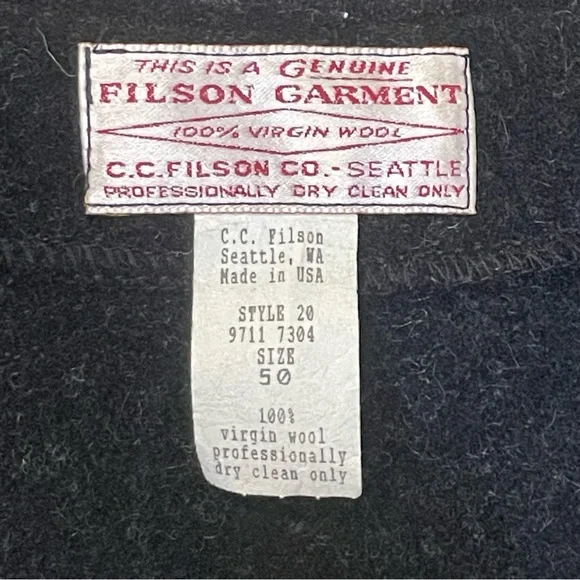 THIS IS A GENUINE
FILSON GARMENT
100% VIRGIN WOOL
C.C.FILSON CO.-SEATTLE
PROFESSIONALLY DRY CLEAN ONLY
C.C. Filson
Seattle, WA
Made in USA
STYLE 20
9711 7304
SIZE
50
100%
virgin wool
professionally
dry clean only